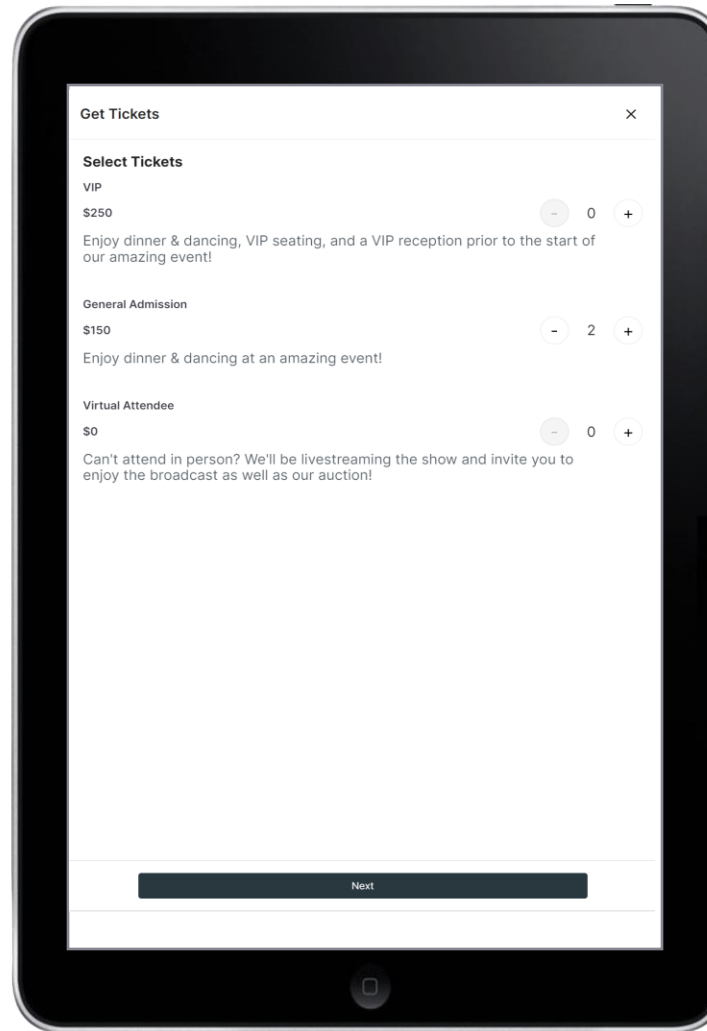 Get Tickets ×
Select Tickets
VIP
$250 - 0 +
Enjoy dinner & dancing, VIP seating, and a VIP reception prior to the start of
our amazing event!
General Admission
$150 - 2 +
Enjoy dinner & dancing at an amazing event!
Virtual Attendee
$0 - 0 +
Can't attend in person? We'll be livestreaming the show and invite you to
enjoy the broadcast as well as our auction!
Next